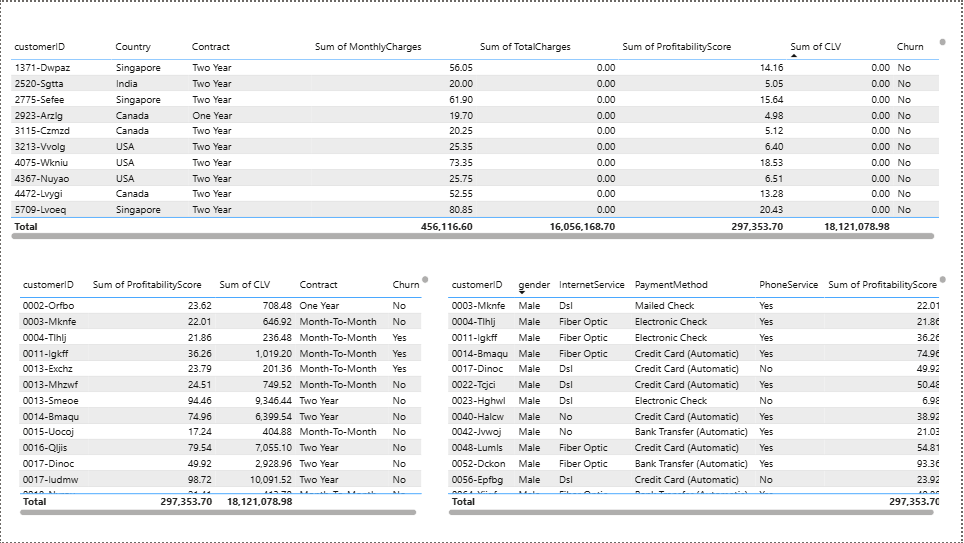 customerID Country Contract Sum of MonthlyCharges Sum of TotalCharges Sum of ProfitabilityScore Sum of CLV Churn
1371-Dwpaz Singapore Two Year 56.05 0.00 14.16 0.00 No
2520-Sgtta India Two Year 20.00 0.00 5.05 0.00 No
2775-Sefee Singapore Two Year 61.90 0.00 15.64 0.00 No
2923-Arzlg Canada One Year 19.70 0.00 4.98 0.00 No
3115-Czmzd Canada Two Year 20.25 0.00 5.12 0.00 No
3213-Vvolg USA Two Year 25.35 0.00 6.40 0.00 No
4075-Wkniu USA Two Year 73.35 0.00 18.53 0.00 No
4367-Nuyao USA Two Year 25.75 0.00 6.51 0.00 No
4472-Lvygi Canada Two Year 52.55 0.00 13.28 0.00 No
5709-Lvoeq Singapore Two Year 80.85 0.00 20.43 0.00 No
Total 456,116.60 16,056,168.70 297,353.70 18,121,078.98
customerID Sum of ProfitabilityScore Sum of CLV Contract Churn
0002-Orfbo 23.62 708.48 One Year No
0003-Mknfe 22.01 646.92 Month-To-Month No
0004-Tlhlj 21.86 236.48 Month-To-Month Yes
0011-Igkff 36.26 1,019.20 Month-To-Month Yes
0013-Exchz 23.79 201.36 Month-To-Month Yes
0013-Mhzwf 24.51 749.52 Month-To-Month No
0013-Smeoe 94.46 9,346.44 Two Year No
0014-Bmaqu 74.96 6,399.54 Two Year No
0015-Uocoj 17.24 404.88 Month-To-Month No
0016-Qljis 79.54 7,055.10 Two Year No
0017-Dinoc 49.92 2,928.96 Two Year No
0017-Iudmw 98.72 10,091.52 Two Year No
Total 297,353.70 18,121,078.98
customerID gender InternetService PaymentMethod PhoneService Sum of ProfitabilityScore
0003-Mknfe Male Dsl Mailed Check Yes 22.01
0004-Tlhlj Male Fiber Optic Electronic Check Yes 21.86
0011-Igkff Male Fiber Optic Electronic Check Yes 36.26
0014-Bmaqu Male Fiber Optic Credit Card (Automatic) Yes 74.96
0017-Dinoc Male Dsl Credit Card (Automatic) No 49.92
0022-Tcjci Male Dsl Credit Card (Automatic) Yes 50.48
0023-Hghwl Male Dsl Electronic Check No 6.98
0040-Halcw Male No Credit Card (Automatic) Yes 38.92
0042-Jvwoj Male No Bank Transfer (Automatic) Yes 21.03
0048-Lumls Male Fiber Optic Credit Card (Automatic) Yes 54.81
0052-Dckon Male Fiber Optic Bank Transfer (Automatic) Yes 93.36
0056-Epfbg Male Dsl Credit Card (Automatic) No 23.92
Total 297,353.70